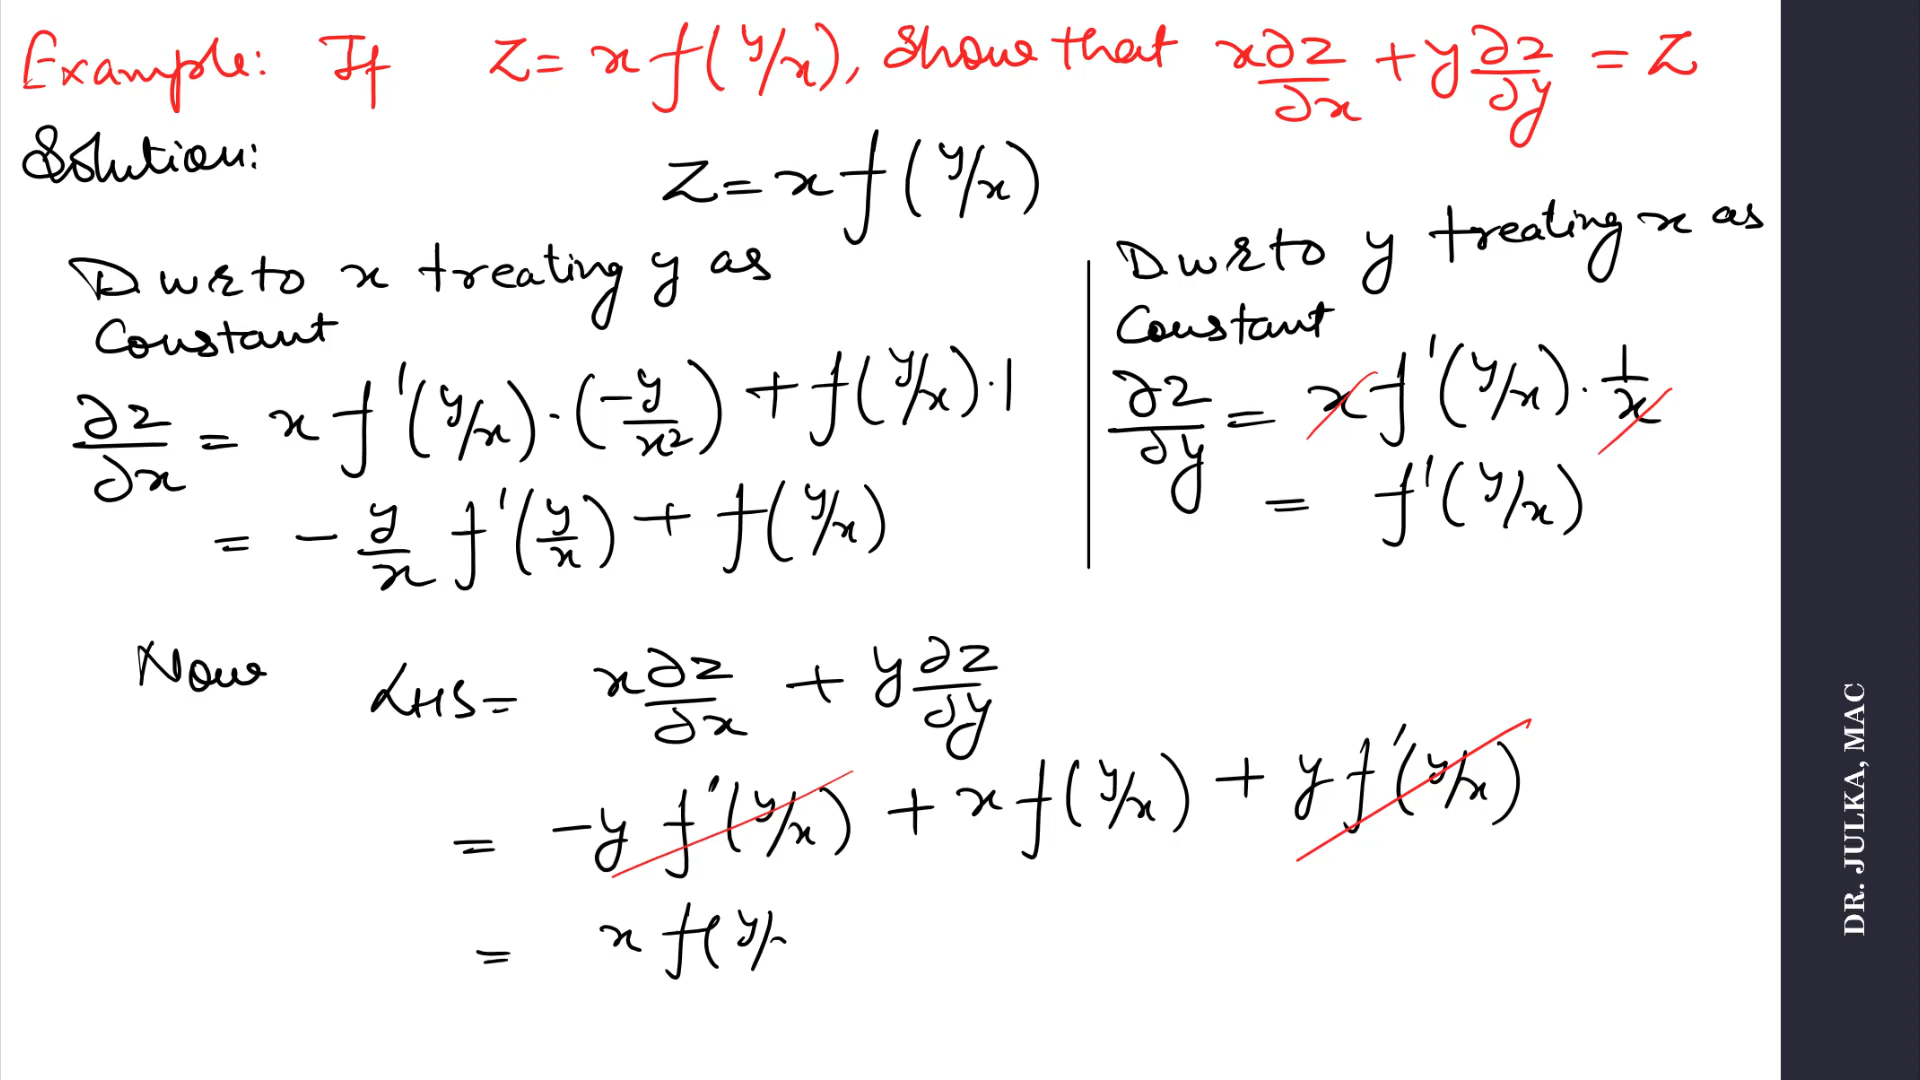 Example: If z = x f(y/x), show that x ∂z/∂x + y ∂z/∂y = z
Solution:
z = x f(y/x)
D w r to x treating y as
Constant
∂z/∂x = x f'(y/x) · (-y/x²) + f(y/x) · 1
= - y/x f'(y/x) + f(y/x)
D w r to y treating x as
Constant
∂z/∂y = x f'(y/x) · 1/x
= f'(y/x)
Now LHS = x ∂z/∂x + y ∂z/∂y
= -y f'(y/x) + x f(y/x) + y f'(y/x)
= x f(y/
DR. JULKA, MAC